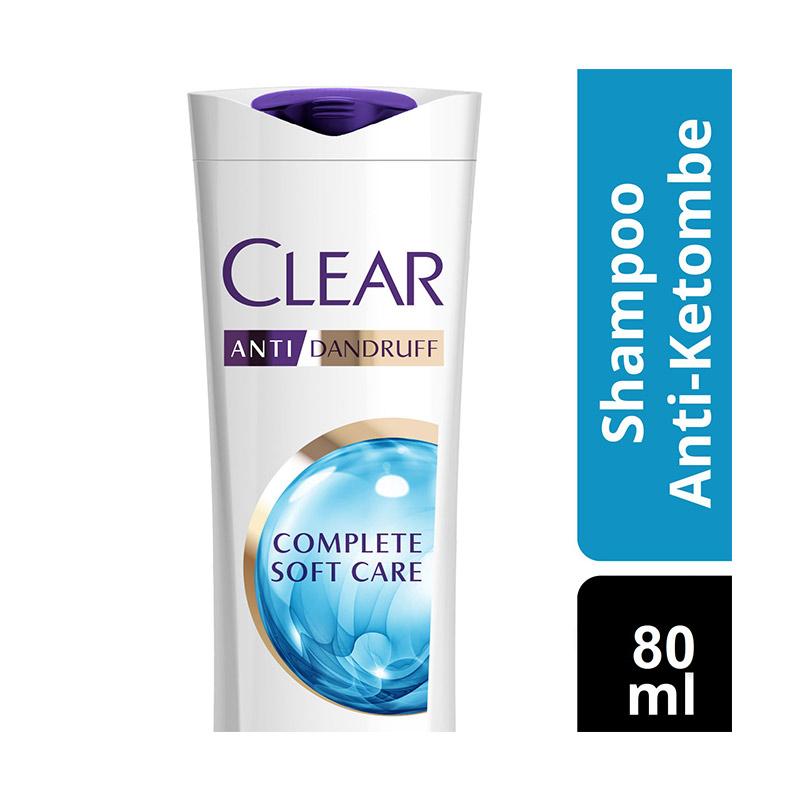 CLEAR
ANTI DANDRUFF
COMPLETE
SOFT CARE
Shampoo
Anti-Ketombe
80
ml